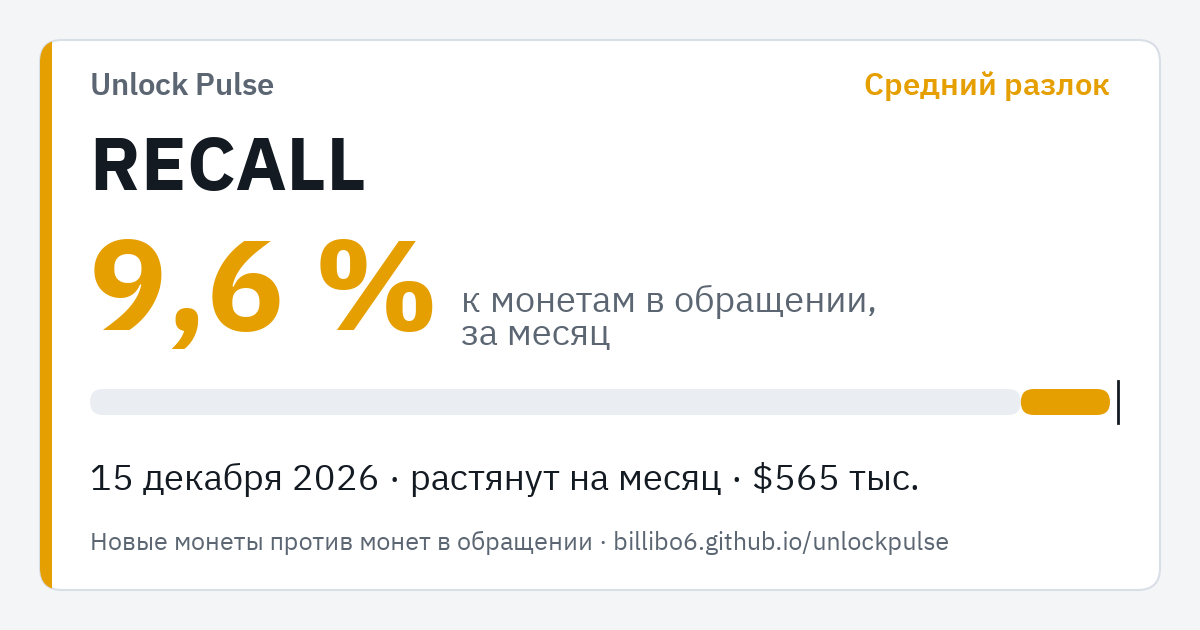 Unlock Pulse
Средний разлок
RECALL
9,6 %
к монетам в обращении,
за месяц
15 декабря 2026 · растянут на месяц · $565 тыс.
Новые монеты против монет в обращении · billibo6.github.io/unlockpulse